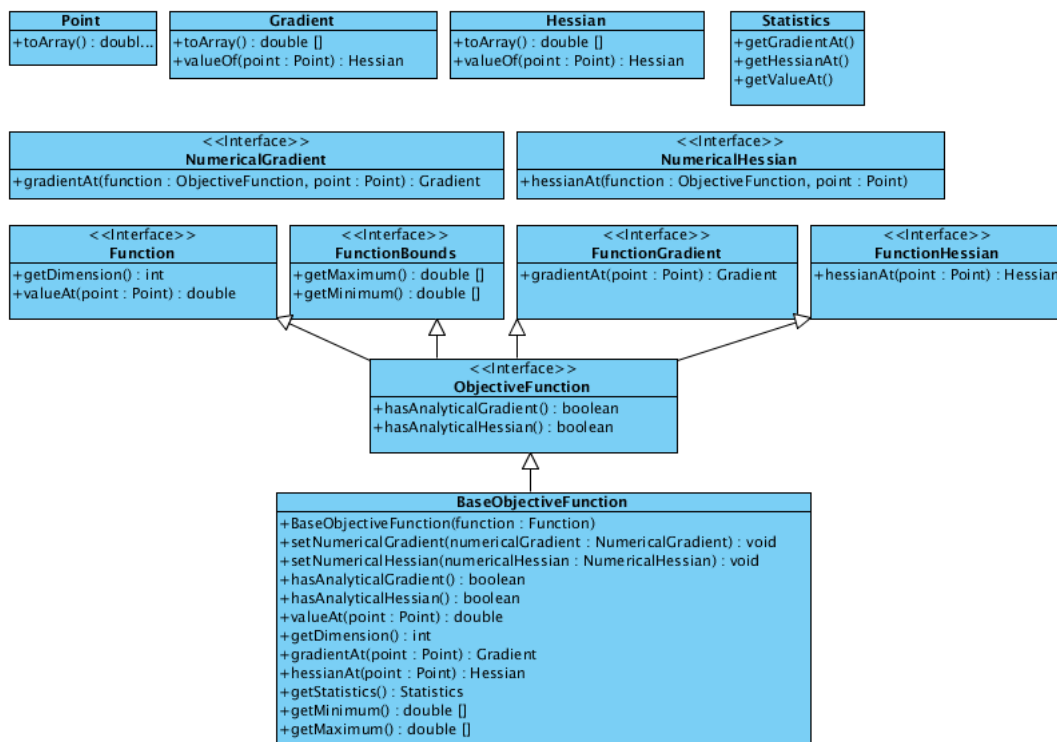 Point
+toArray() : doubl...
Gradient
+toArray() : double []
+valueOf(point : Point) : Hessian
Hessian
+toArray() : double []
+valueOf(point : Point) : Hessian
Statistics
+getGradientAt()
+getHessianAt()
+getValueAt()
<<Interface>>
NumericalGradient
+gradientAt(function : ObjectiveFunction, point : Point) : Gradient
<<Interface>>
NumericalHessian
+hessianAt(function : ObjectiveFunction, point : Point)
<<Interface>>
Function
+getDimension() : int
+valueAt(point : Point) : double
<<Interface>>
FunctionBounds
+getMaximum() : double []
+getMinimum() : double []
<<Interface>>
FunctionGradient
+gradientAt(point : Point) : Gradient
<<Interface>>
FunctionHessian
+hessianAt(point : Point) : Hessian
<<Interface>>
ObjectiveFunction
+hasAnalyticalGradient() : boolean
+hasAnalyticalHessian() : boolean
BaseObjectiveFunction
+BaseObjectiveFunction(function : Function)
+setNumericalGradient(numericalGradient : NumericalGradient) : void
+setNumericalHessian(numericalHessian : NumericalHessian) : void
+hasAnalyticalGradient() : boolean
+hasAnalyticalHessian() : boolean
+valueAt(point : Point) : double
+getDimension() : int
+gradientAt(point : Point) : Gradient
+hessianAt(point : Point) : Hessian
+getStatistics() : Statistics
+getMinimum() : double []
+getMaximum() : double []